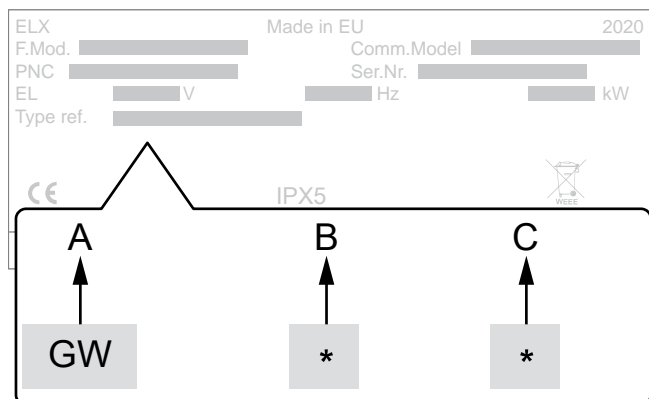 ELX Made in EU 2020
F.Mod. Comm.Model
PNC Ser.Nr.
EL V Hz kW
Type ref.
CE IPX5
WEEE
A B C
GW * *